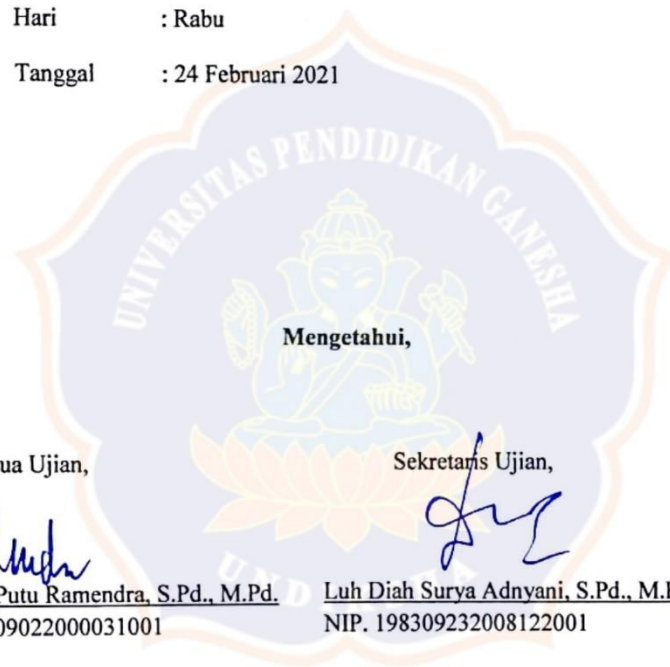 Hari : Rabu
Tanggal : 24 Februari 2021
UNIVERSITAS PENDIDIKAN GANESHA
Mengetahui,
ua Ujian,
Sekretaris Ujian,
Putu Ramendra, S.Pd., M.Pd.
Luh Diah Surya Adnyani, S.Pd., M.P
09022000031001
NIP. 198309232008122001
UNDIKSHA